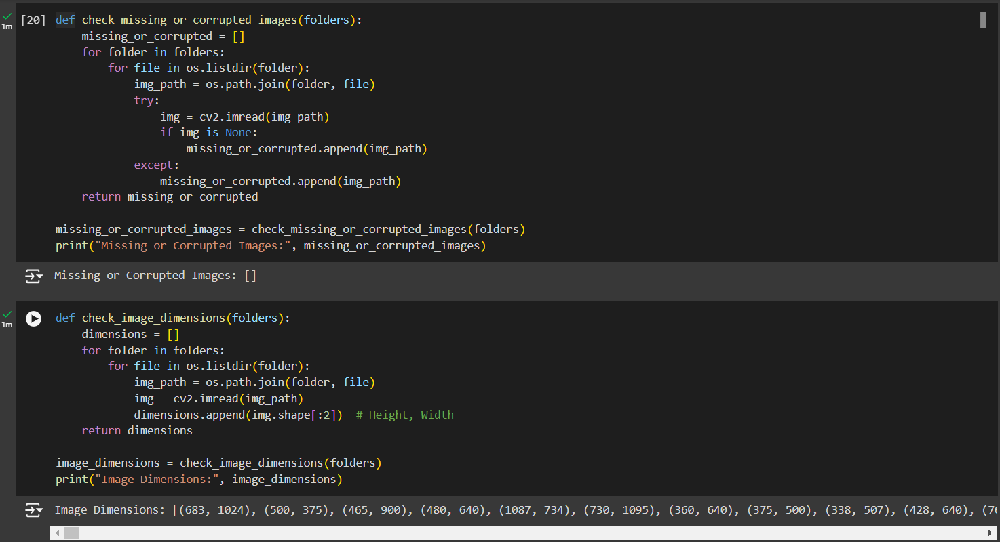 1m
[20] def check_missing_or_corrupted_images(folders):
    missing_or_corrupted = []
    for folder in folders:
        for file in os.listdir(folder):
            img_path = os.path.join(folder, file)
            try:
                img = cv2.imread(img_path)
                if img is None:
                    missing_or_corrupted.append(img_path)
            except:
                missing_or_corrupted.append(img_path)
    return missing_or_corrupted
missing_or_corrupted_images = check_missing_or_corrupted_images(folders)
print("Missing or Corrupted Images:", missing_or_corrupted_images)
Missing or Corrupted Images: []
1m
def check_image_dimensions(folders):
    dimensions = []
    for folder in folders:
        for file in os.listdir(folder):
            img_path = os.path.join(folder, file)
            img = cv2.imread(img_path)
            dimensions.append(img.shape[:2])  # Height, Width
    return dimensions
image_dimensions = check_image_dimensions(folders)
print("Image Dimensions:", image_dimensions)
Image Dimensions: [(683, 1024), (500, 375), (465, 900), (480, 640), (1087, 734), (730, 1095), (360, 640), (375, 500), (338, 507), (428, 640),